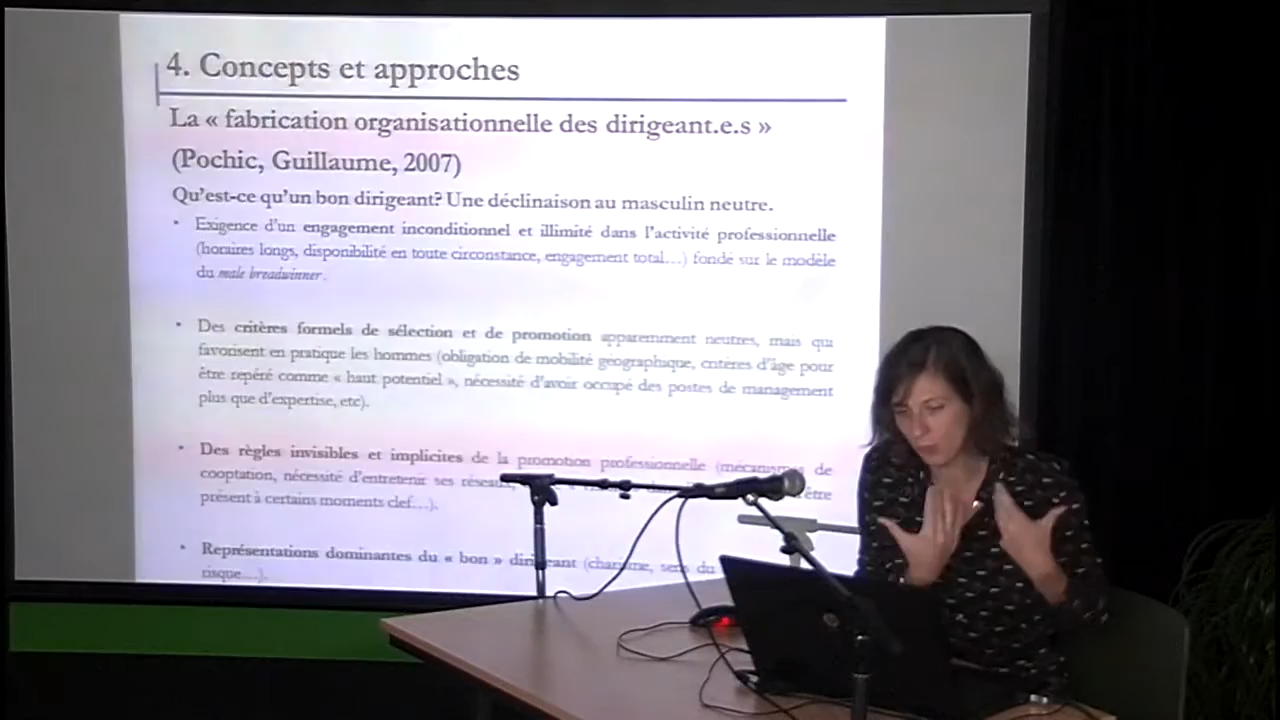 4. Concepts et approches
La « fabrication organisationnelle des dirigeant.e.s »
(Pochic, Guillaume, 2007)
Qu'est-ce qu'un bon dirigeant? Une déclinaison au masculin neutre.
• Exigence d'un engagement inconditionnel et illimité dans l'activité professionnelle
(horaires longs, disponibilité en toute circonstance, engagement total…) fondé sur le modèle
du male breadwinner.
• Des critères formels de sélection et de promotion apparemment neutres, mais qui
favorisent en pratique les hommes (obligation de mobilité géographique, critères d'âge pour
être repéré comme « haut potentiel », nécessité d'avoir occupé des postes de management
plus que d'expertise, etc).
• Des règles invisibles et implicites de la promotion professionnelle (mécanismes de
cooptation, nécessité d'entretenir ses réseaux, être
présent à certains moments clef…).
• Représentations dominantes du « bon » dirigeant (charisme, sens du
risque…).